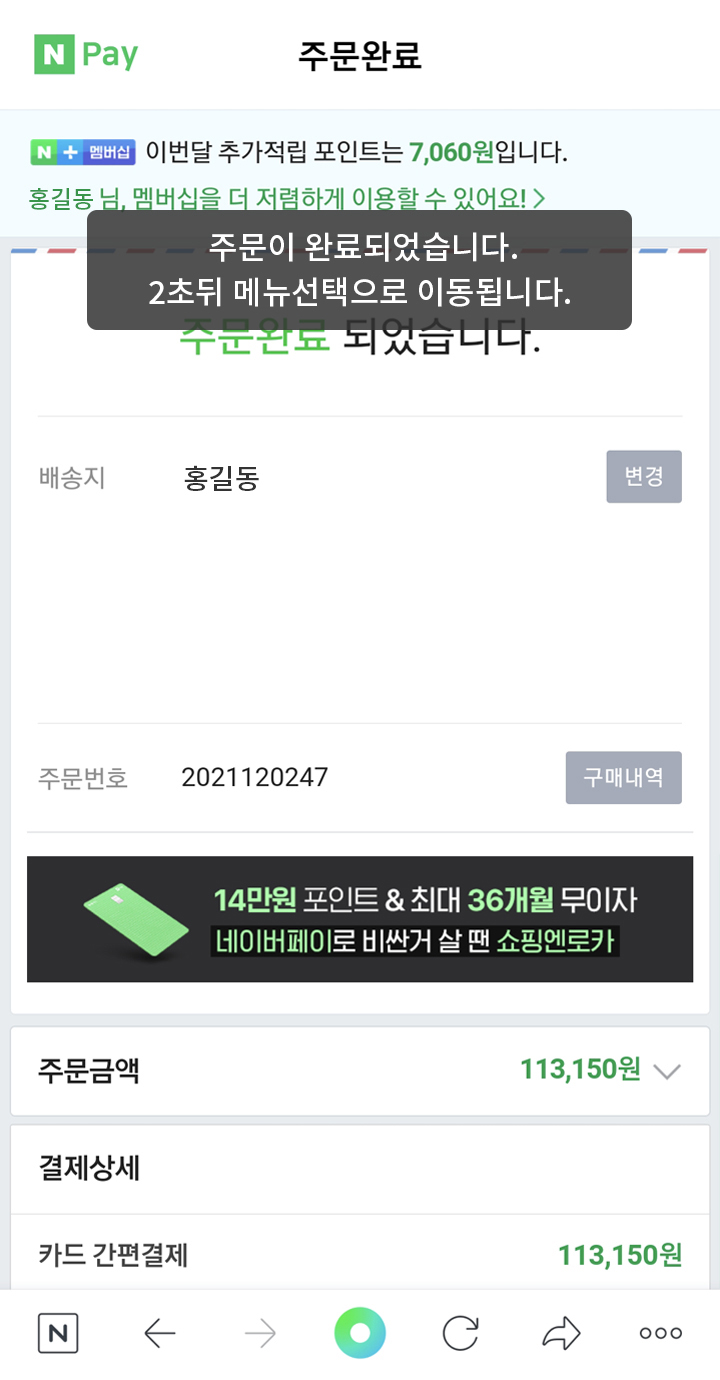 N Pay
주문완료
N + 멤버십 이번달 추가적립 포인트는 7,060원입니다.
홍길동 님, 멤버십을 더 저렴하게 이용할 수 있어요! >
주문이 완료되었습니다.
2초뒤 메뉴선택으로 이동됩니다.
주문완료 되었습니다.
배송지 홍길동 변경
주문번호 2021120247 구매내역
14만원 포인트 & 최대 36개월 무이자
네이버페이로 비싼거 살 땐 쇼핑엔로카
주문금액 113,150원
결제상세
카드 간편결제 113,150원
N